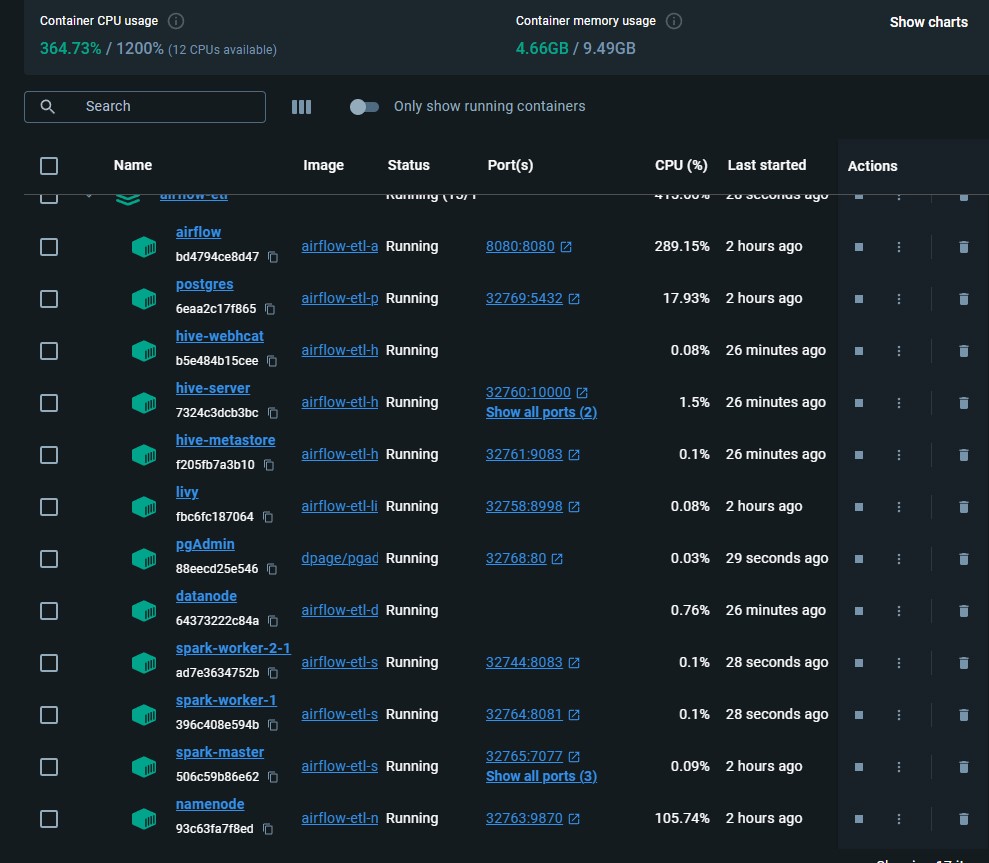 Container CPU usage
364.73% / 1200% (12 CPUs available)
Container memory usage
4.66GB / 9.49GB
Show charts
Search
Only show running containers
Name Image Status Port(s) CPU (%) Last started Actions
airflow-etl Running 28 seconds ago
airflow
bd4794ce8d47
airflow-etl-a Running 8080:8080 289.15% 2 hours ago
postgres
6eaa2c17f865
airflow-etl-p Running 32769:5432 17.93% 2 hours ago
hive-webhcat
b5e484b15cee
airflow-etl-h Running 0.08% 26 minutes ago
hive-server
7324c3dcb3bc
airflow-etl-h Running 32760:10000
Show all ports (2)
1.5% 26 minutes ago
hive-metastore
f205fb7a3b10
airflow-etl-h Running 32761:9083 0.1% 26 minutes ago
livy
fbc6fc187064
airflow-etl-li Running 32758:8998 0.08% 2 hours ago
pgAdmin
88eecd25e546
dpage/pgad Running 32768:80 0.03% 29 seconds ago
datanode
64373222c84a
airflow-etl-d Running 0.76% 26 minutes ago
spark-worker-2-1
ad7e3634752b
airflow-etl-s Running 32744:8083 0.1% 28 seconds ago
spark-worker-1
396c408e594b
airflow-etl-s Running 32764:8081 0.1% 28 seconds ago
spark-master
506c59b86e62
airflow-etl-s Running 32765:7077
Show all ports (3)
0.09% 2 hours ago
namenode
93c63fa7f8ed
airflow-etl-n Running 32763:9870 105.74% 2 hours ago